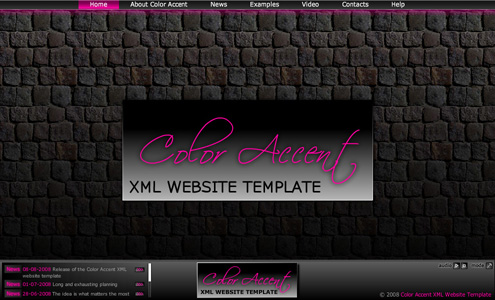 Home About Color Accent News Examples Video Contacts Help
Color Accent
XML WEBSITE TEMPLATE
News 08-08-2008 Release of the Color Accent XML
website template
News 01-07-2008 Long and exhausting planning
News 28-06-2008 The idea is what matters the most
Color Accent
XML WEBSITE TEMPLATE
© 2008 Color Accent XML Website Template